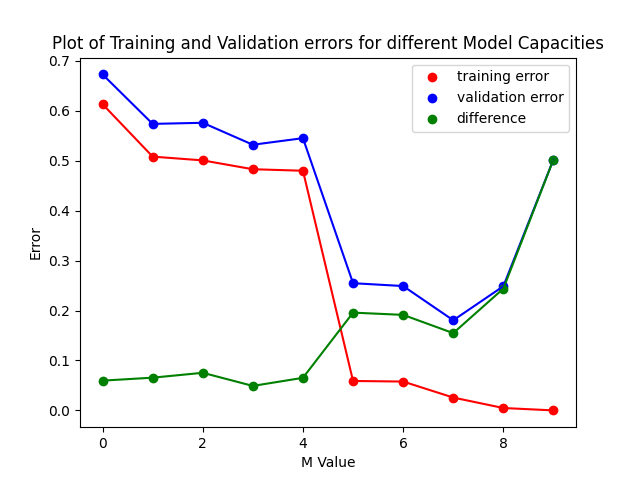 Plot of Training and Validation errors for different Model Capacities
training error
validation error
difference
0.7
0.6
0.5
0.4
0.3
0.2
0.1
0.0
Error
0 2 4 6 8
M Value